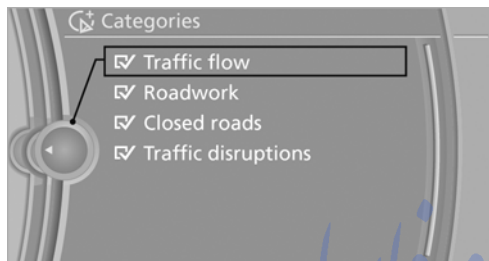 Categories
Traffic flow
Roadwork
Closed roads
Traffic disruptions